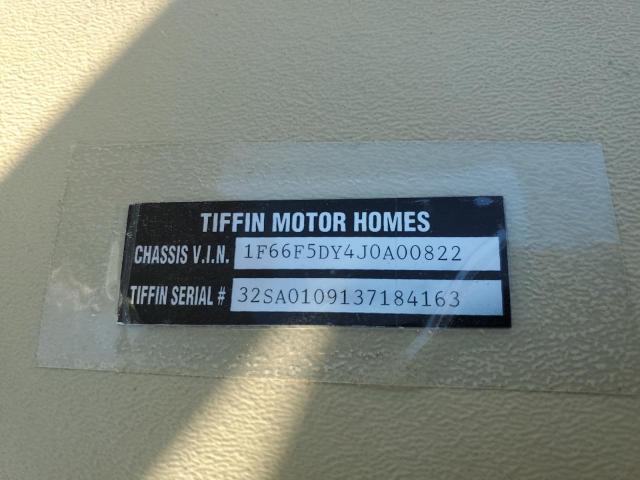 TIFFIN MOTOR HOMES
CHASSIS V.I.N. 1F66F5DY4J0A00822
TIFFIN SERIAL # 32SA0109137184163